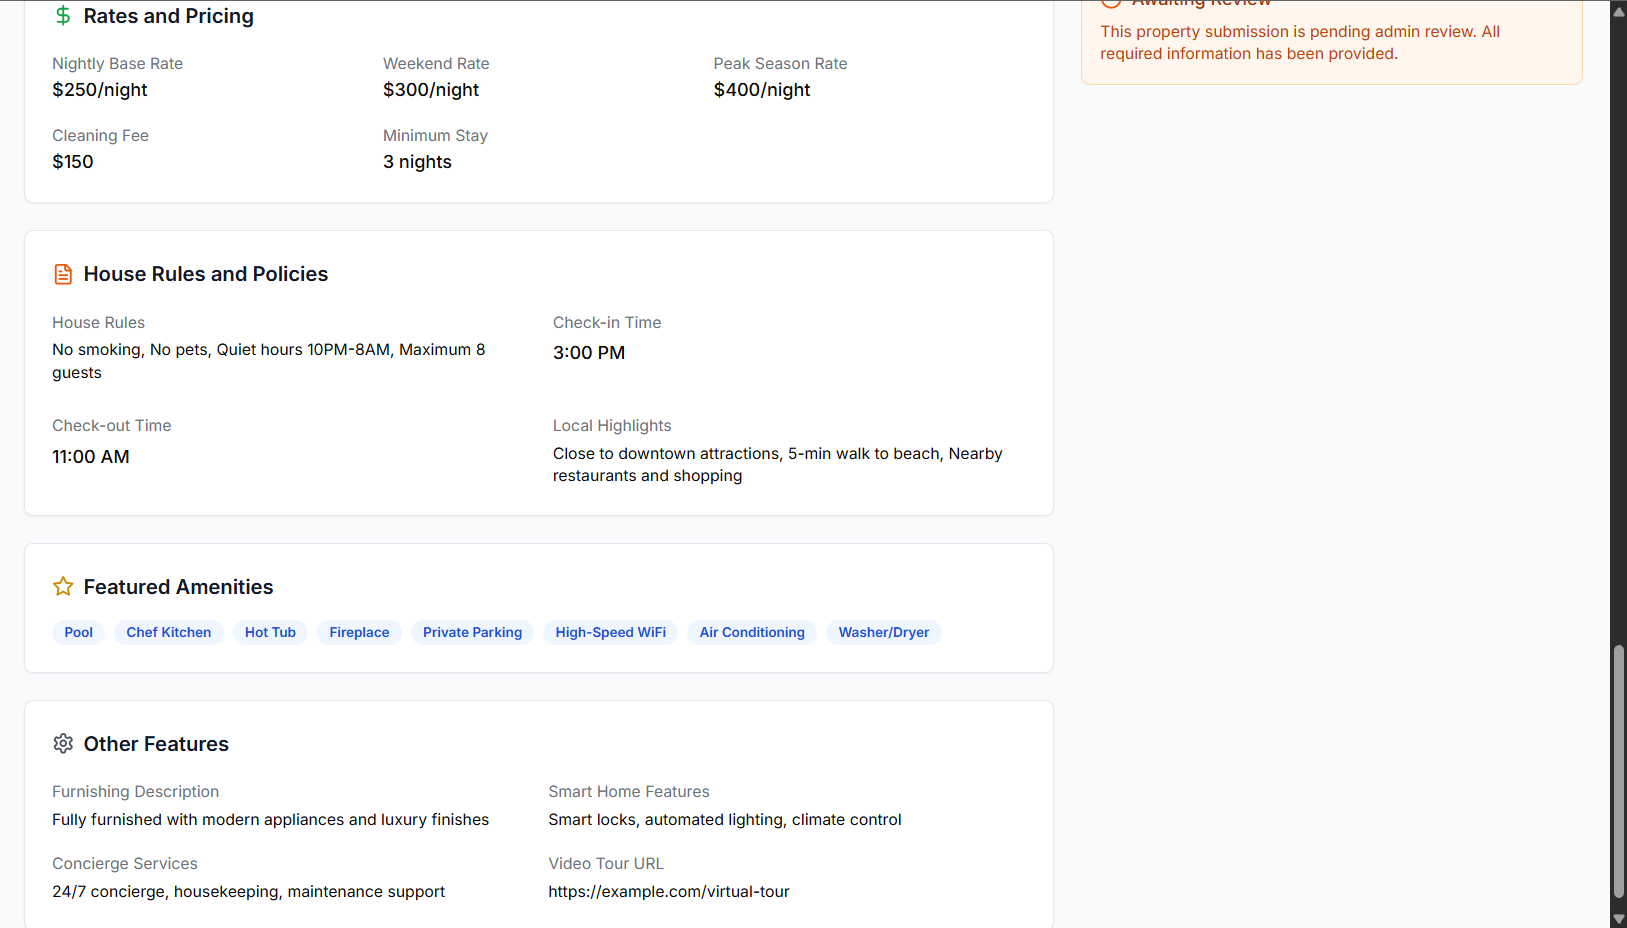 Rates and Pricing
Nightly Base Rate
$250/night
Weekend Rate
$300/night
Peak Season Rate
$400/night
Cleaning Fee
$150
Minimum Stay
3 nights
House Rules and Policies
House Rules
No smoking, No pets, Quiet hours 10PM-8AM, Maximum 8
guests
Check-in Time
3:00 PM
Check-out Time
11:00 AM
Local Highlights
Close to downtown attractions, 5-min walk to beach, Nearby
restaurants and shopping
Featured Amenities
Pool
Chef Kitchen
Hot Tub
Fireplace
Private Parking
High-Speed WiFi
Air Conditioning
Washer/Dryer
Other Features
Furnishing Description
Fully furnished with modern appliances and luxury finishes
Smart Home Features
Smart locks, automated lighting, climate control
Concierge Services
24/7 concierge, housekeeping, maintenance support
Video Tour URL
https://example.com/virtual-tour
Awaiting Review
This property submission is pending admin review. All
required information has been provided.